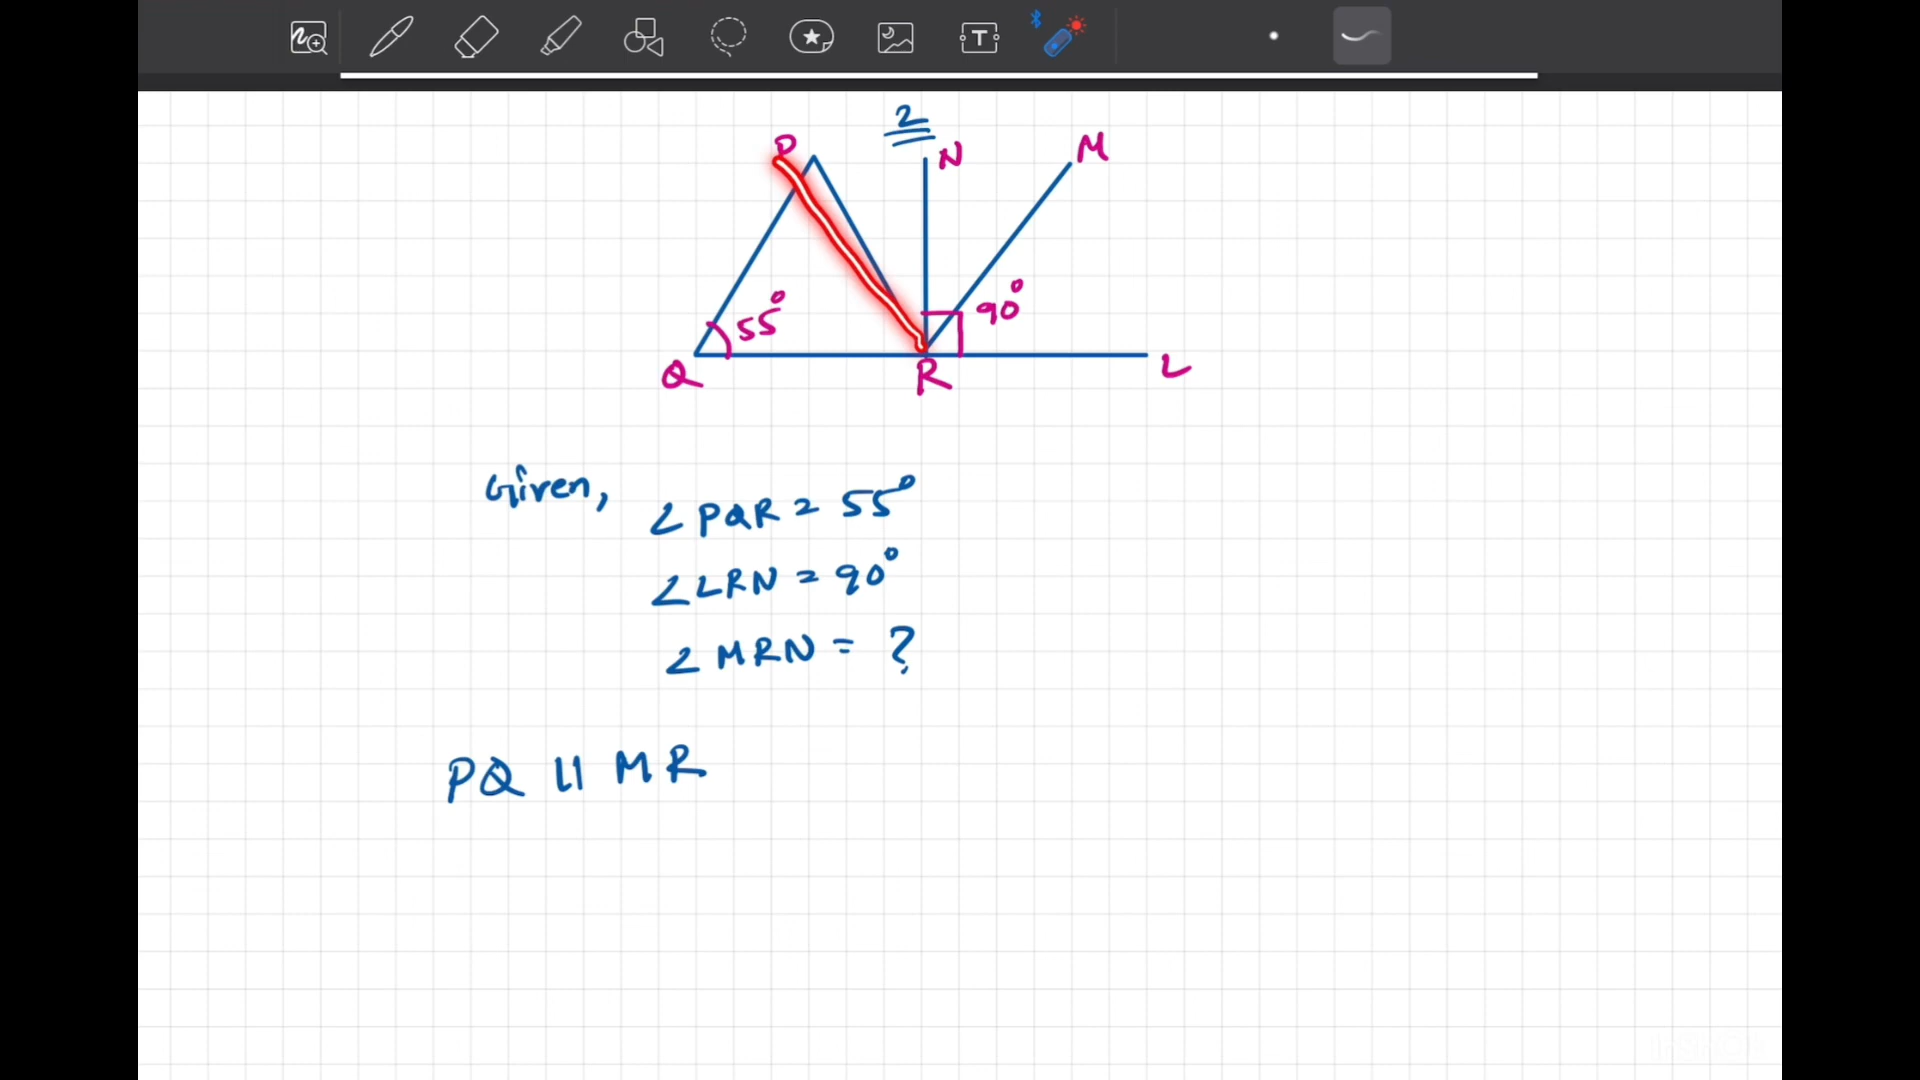 2
P N M
55° 90°
Q R L
Given, ∠PQR = 55°
∠LRN = 90°
∠MRN = ?
PQ || MR